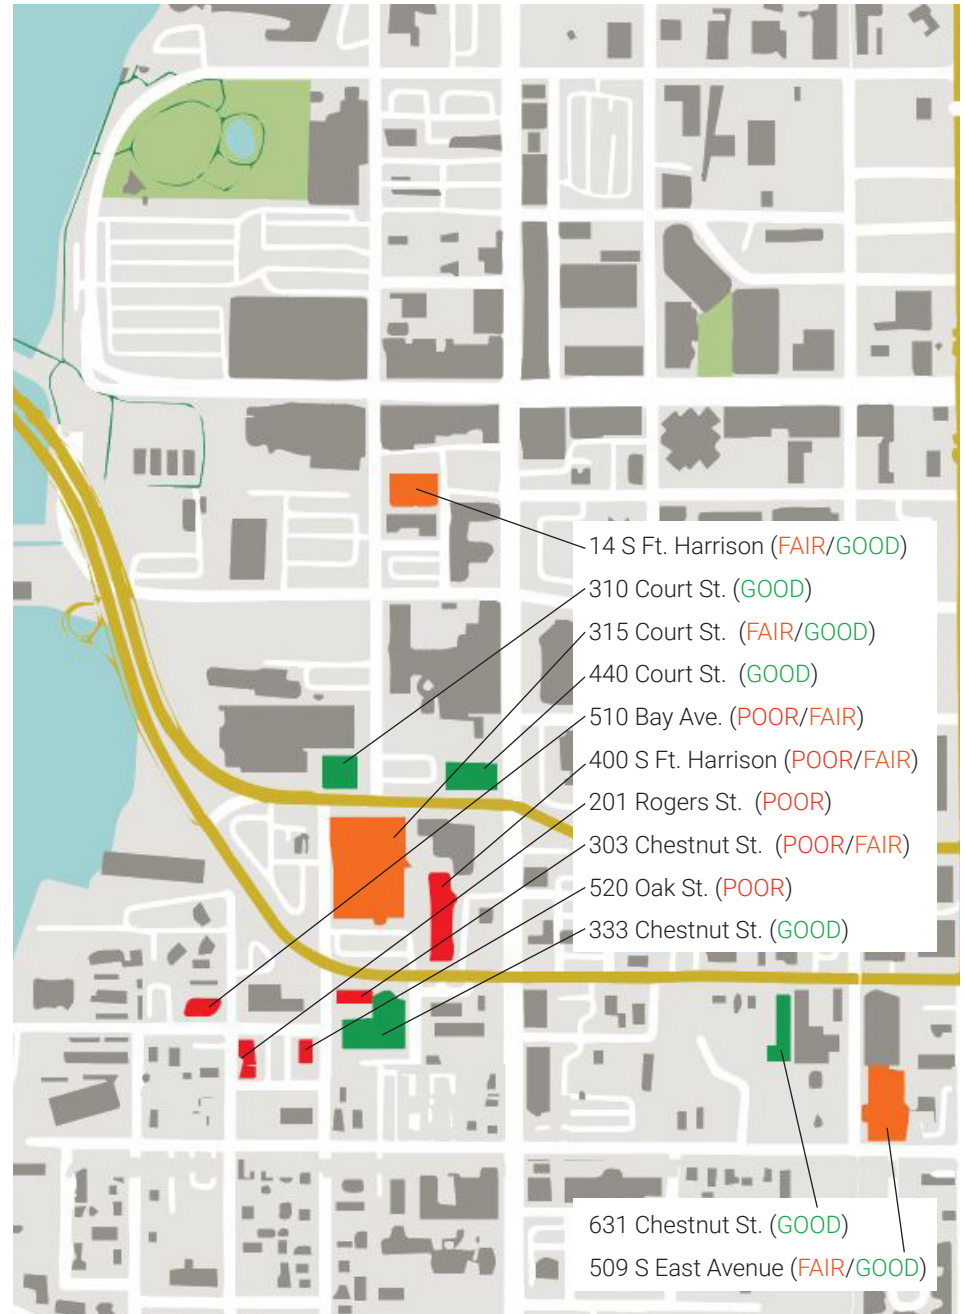 14 S Ft. Harrison (FAIR/GOOD)
310 Court St. (GOOD)
315 Court St. (FAIR/GOOD)
440 Court St. (GOOD)
510 Bay Ave. (POOR/FAIR)
400 S Ft. Harrison (POOR/FAIR)
201 Rogers St. (POOR)
303 Chestnut St. (POOR/FAIR)
520 Oak St. (POOR)
333 Chestnut St. (GOOD)
631 Chestnut St. (GOOD)
509 S East Avenue (FAIR/GOOD)